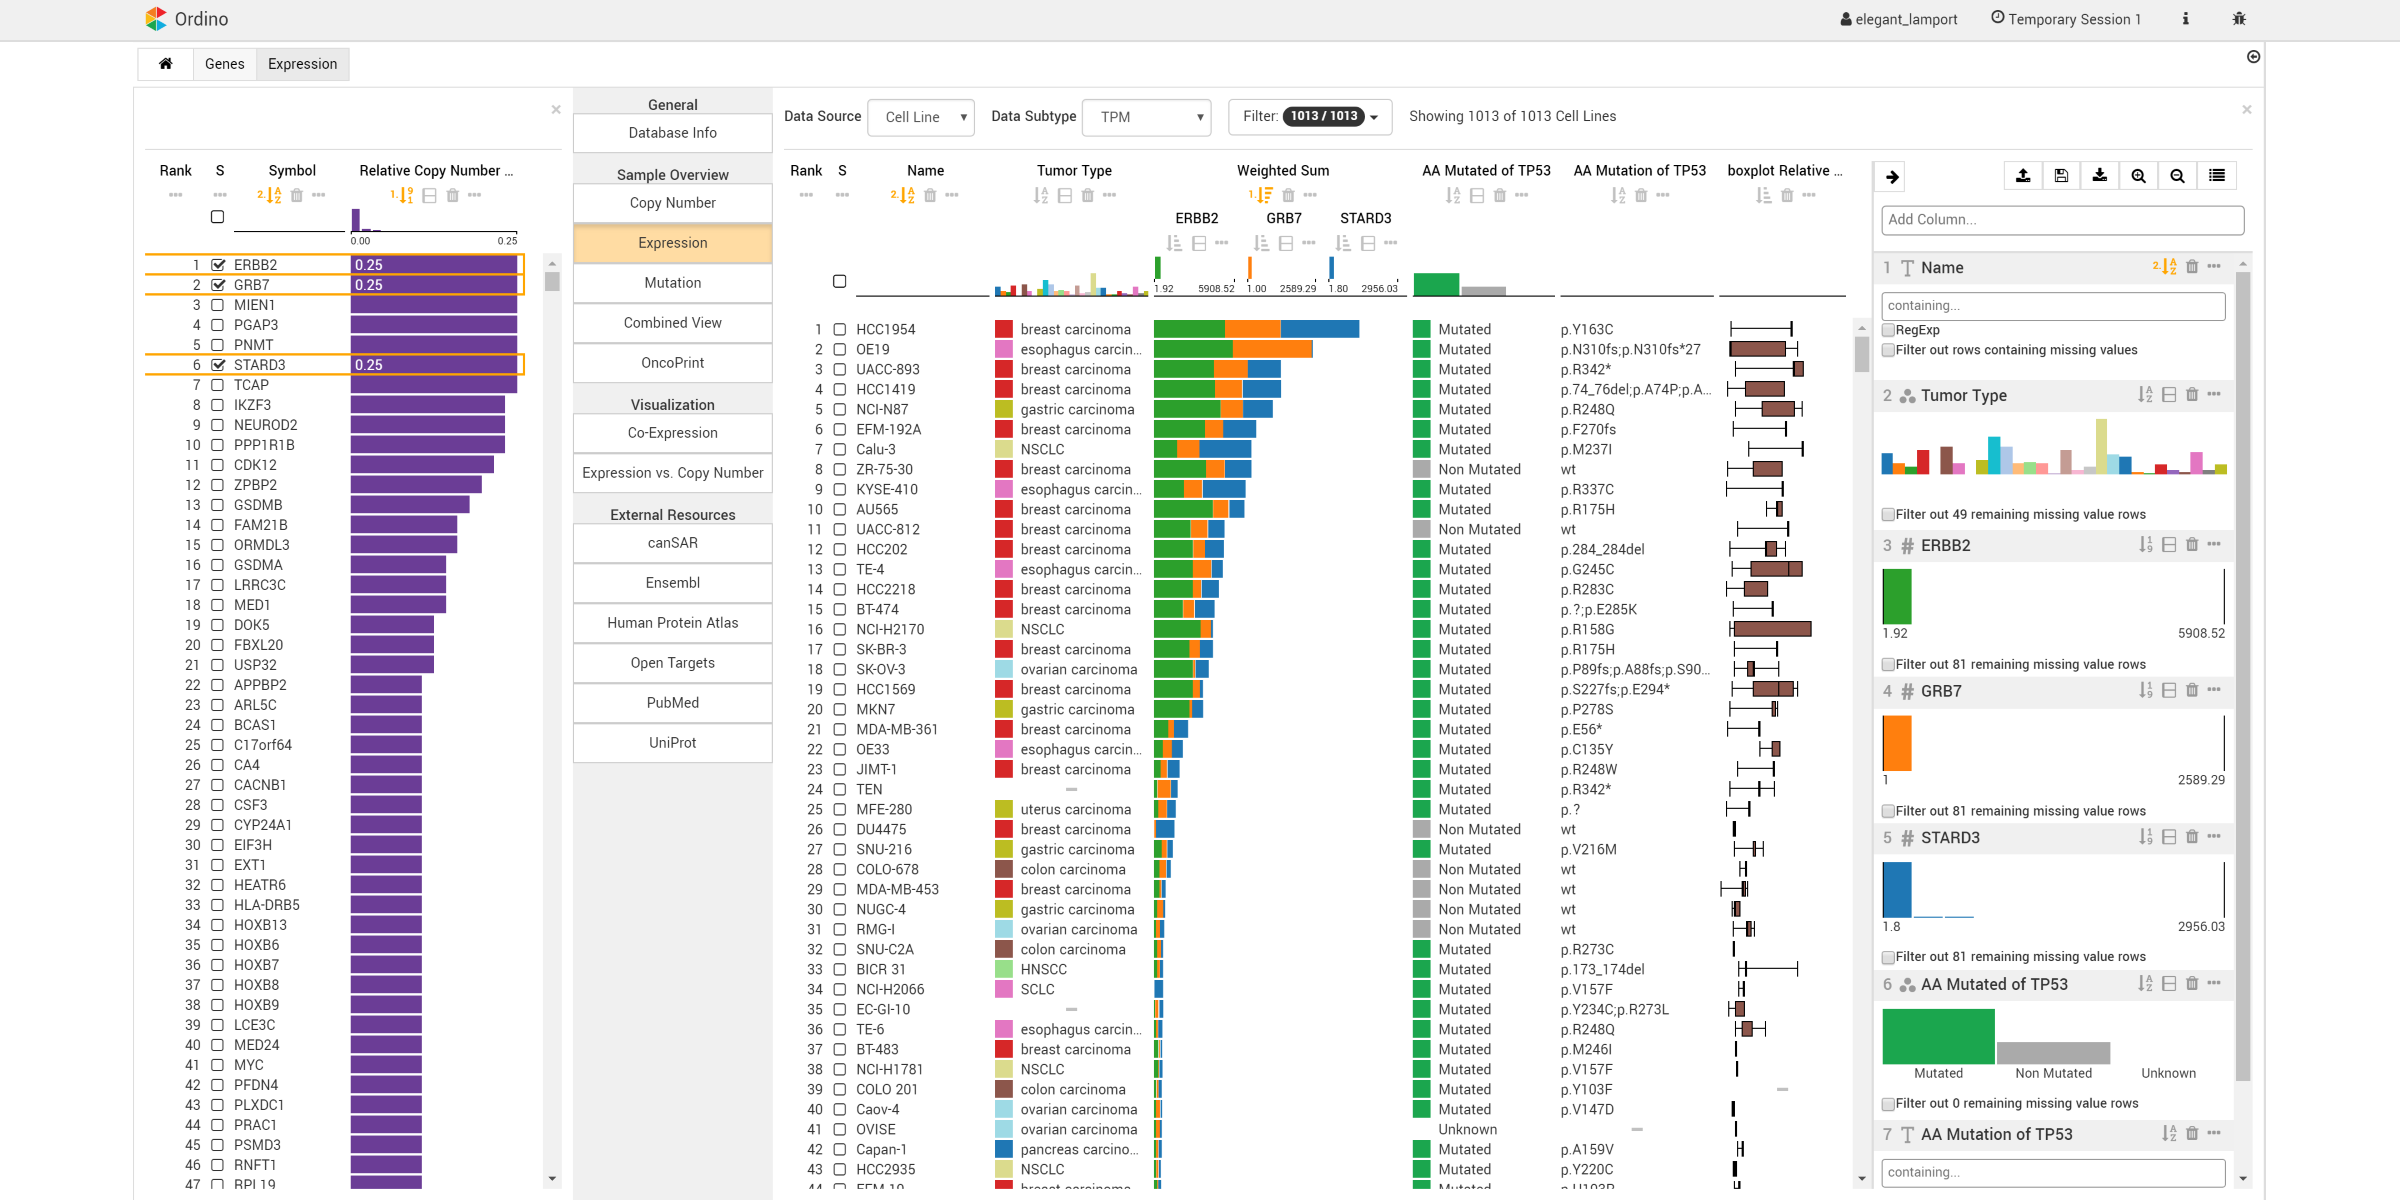 Ordino
elegant_lamport
Temporary Session 1
Genes
Expression
Rank S Symbol Relative Copy Number ...
0.00 0.25
1 ERBB2 0.25
2 GRB7 0.25
3 MIEN1
4 PGAP3
5 PNMT
6 STARD3 0.25
7 TCAP
8 IKZF3
9 NEUROD2
10 PPP1R1B
11 CDK12
12 ZPBP2
13 GSDMB
14 FAM21B
15 ORMDL3
16 GSDMA
17 LRRC3C
18 MED1
19 DOK5
20 FBXL20
21 USP32
22 APPBP2
23 ARL5C
24 BCAS1
25 C17orf64
26 CA4
27 CACNB1
28 CSF3
29 CYP24A1
30 EIF3H
31 EXT1
32 HEATR6
33 HLA-DRB5
34 HOXB13
35 HOXB6
36 HOXB7
37 HOXB8
38 HOXB9
39 LCE3C
40 MED24
41 MYC
42 PFDN4
43 PLXDC1
44 PRAC1
45 PSMD3
46 RNFT1
47 RPL19
General
Database Info
Sample Overview
Copy Number
Expression
Mutation
Combined View
OncoPrint
Visualization
Co-Expression
Expression vs. Copy Number
External Resources
canSAR
Ensembl
Human Protein Atlas
Open Targets
PubMed
UniProt
Data Source Cell Line Data Subtype TPM Filter: 1013 / 1013 Showing 1013 of 1013 Cell Lines
Rank S Name Tumor Type Weighted Sum AA Mutated of TP53 AA Mutation of TP53 boxplot Relative ...
ERBB2 GRB7 STARD3
1.92 5908.52 1.00 2589.29 1.80 2956.03
1 HCC1954 breast carcinoma Mutated p.Y163C
2 OE19 esophagus carcin... Mutated p.N310fs;p.N310fs*27
3 UACC-893 breast carcinoma Mutated p.R342*
4 HCC1419 breast carcinoma Mutated p.74_76del;p.A74P;p.A...
5 NCI-N87 gastric carcinoma Mutated p.R248Q
6 EFM-192A breast carcinoma Mutated p.F270fs
7 Calu-3 NSCLC Mutated p.M237I
8 ZR-75-30 breast carcinoma Non Mutated wt
9 KYSE-410 esophagus carcin... Mutated p.R337C
10 AU565 breast carcinoma Mutated p.R175H
11 UACC-812 breast carcinoma Non Mutated wt
12 HCC202 breast carcinoma Mutated p.284_284del
13 TE-4 esophagus carcin... Mutated p.G245C
14 HCC2218 breast carcinoma Mutated p.R283C
15 BT-474 breast carcinoma Mutated p.?;p.E285K
16 NCI-H2170 NSCLC Mutated p.R158G
17 SK-BR-3 breast carcinoma Mutated p.R175H
18 SK-OV-3 ovarian carcinoma Mutated p.P89fs;p.A88fs;p.S90...
19 HCC1569 breast carcinoma Mutated p.S227fs;p.E294*
20 MKN7 gastric carcinoma Mutated p.P278S
21 MDA-MB-361 breast carcinoma Mutated p.E56*
22 OE33 esophagus carcin... Mutated p.C135Y
23 JIMT-1 breast carcinoma Mutated p.R248W
24 TEN Mutated p.R342*
25 MFE-280 uterus carcinoma Mutated p.?
26 DU4475 breast carcinoma Non Mutated wt
27 SNU-216 gastric carcinoma Mutated p.V216M
28 COLO-678 colon carcinoma Non Mutated wt
29 MDA-MB-453 breast carcinoma Non Mutated wt
30 NUGC-4 gastric carcinoma Non Mutated wt
31 RMG-I ovarian carcinoma Non Mutated wt
32 SNU-C2A colon carcinoma Mutated p.R273C
33 BICR 31 HNSCC Mutated p.173_174del
34 NCI-H2066 SCLC Mutated p.V157F
35 EC-GI-10 Mutated p.Y234C;p.R273L
36 TE-6 esophagus carcin... Mutated p.R248Q
37 BT-483 breast carcinoma Mutated p.M246I
38 NCI-H1781 NSCLC Mutated p.V157F
39 COLO 201 colon carcinoma Mutated p.Y103F
40 Caov-4 ovarian carcinoma Mutated p.V147D
41 OVISE ovarian carcinoma Unknown
42 Capan-1 pancreas carcino... Mutated p.A159V
43 HCC2935 NSCLC Mutated p.Y220C
44 EFM-19 breast carcinoma Mutated p.H193R
Add Column...
1 Name
containing...
RegExp
Filter out rows containing missing values
2 Tumor Type
Filter out 49 remaining missing value rows
3 # ERBB2
1.92 5908.52
Filter out 81 remaining missing value rows
4 # GRB7
1 2589.29
Filter out 81 remaining missing value rows
5 # STARD3
1.8 2956.03
Filter out 81 remaining missing value rows
6 AA Mutated of TP53
Mutated Non Mutated Unknown
Filter out 0 remaining missing value rows
7 AA Mutation of TP53
containing...